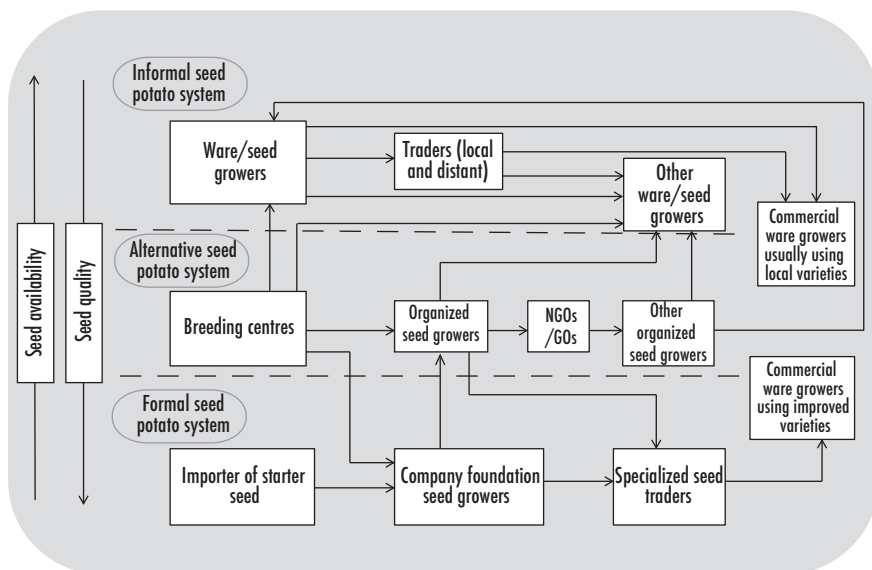 Informal seed
potato system
Ware/seed
growers
Traders (local
and distant)
Other
ware/seed
growers
Commercial
ware growers
usually using
local varieties
Seed availability
Seed quality
Alternative seed
potato system
Breeding centres
Organized
seed growers
NGOs
/GOs
Other
organized
seed growers
Commercial
ware growers
using improved
varieties
Formal seed
potato system
Importer of starter
seed
Company foundation
seed growers
Specialized seed
traders